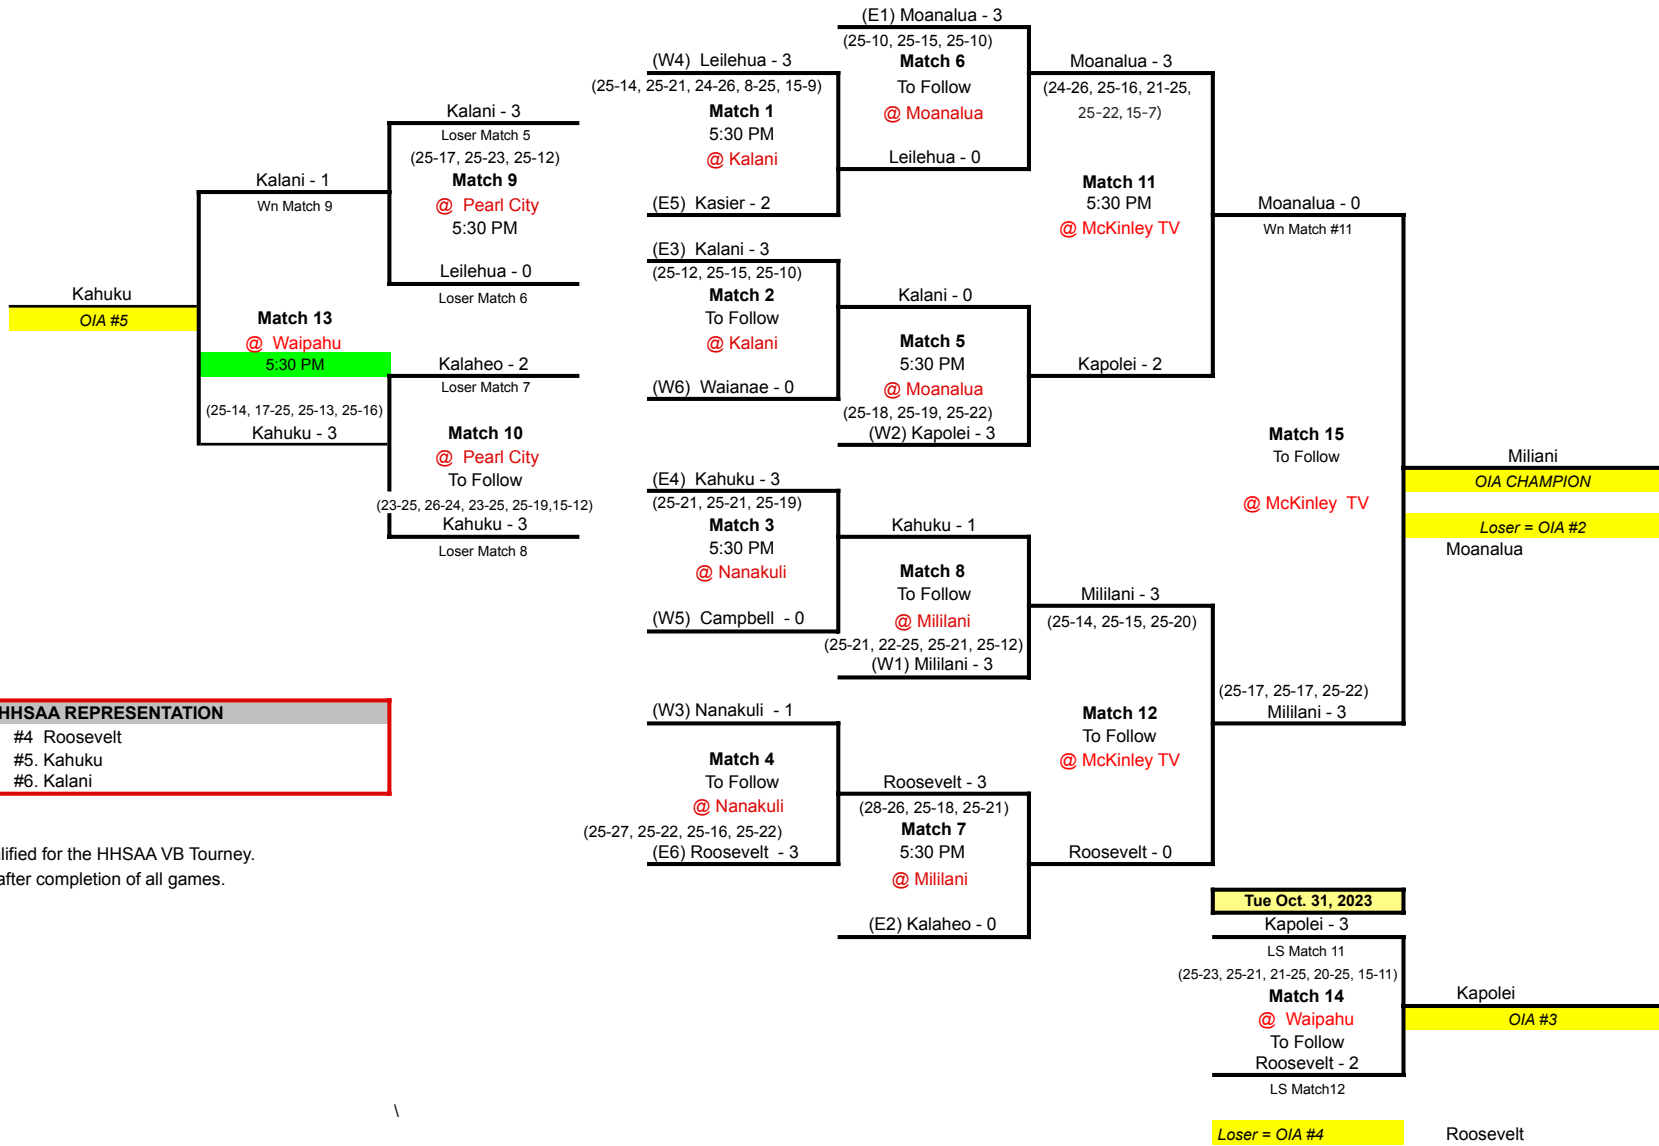 (E1) Moanalua - 3
(25-10, 25-15, 25-10)
(W4) Leilehua - 3
Match 6
Moanalua - 3
(25-14, 25-21, 24-26, 8-25, 15-9)
To Follow
(24-26, 25-16, 21-25,
25-22, 15-7)
Kalani - 3
Match 1
@ Moanalua
Loser Match 5
5:30 PM
(25-17, 25-23, 25-12)
@ Kalani
Leilehua - 0
Kalani - 1
Match 9
Match 11
Wn Match 9
@ Pearl City
(E5) Kasier - 2
5:30 PM
Moanalua - 0
5:30 PM
@ McKinley TV
Wn Match #11
(E3) Kalani - 3
Leilehua - 0
(25-12, 25-15, 25-10)
Kahuku
Loser Match 6
Match 2
Kalani - 0
OIA #5
Match 13
To Follow
@ Waipahu
@ Kalani
Match 5
5:30 PM
Kalaheo - 2
5:30 PM
Kapolei - 2
Loser Match 7
(W6) Waianae - 0
@ Moanalua
(25-14, 17-25, 25-13, 25-16)
(25-18, 25-19, 25-22)
Kahuku - 3
Match 10
(W2) Kapolei - 3
Match 15
@ Pearl City
To Follow
Miliani
To Follow
(E4) Kahuku - 3
OIA CHAMPION
(23-25, 26-24, 23-25, 25-19,15-12)
(25-21, 25-21, 25-19)
@ McKinley TV
Kahuku - 3
Match 3
Kahuku - 1
Loser = OIA #2
Loser Match 8
5:30 PM
Moanalua
@ Nanakuli
Match 8
To Follow
Mililani - 3
(W5) Campbell - 0
@ Mililani
(25-14, 25-15, 25-20)
(25-21, 22-25, 25-21, 25-12)
(W1) Mililani - 3
(25-17, 25-17, 25-22)
HHSAA REPRESENTATION
(W3) Nanakuli - 1
Match 12
Mililani - 3
#4 Roosevelt
To Follow
#5. Kahuku
Match 4
@ McKinley TV
#6. Kalani
To Follow
Roosevelt - 3
@ Nanakuli
(28-26, 25-18, 25-21)
(25-27, 25-22, 25-16, 25-22)
Match 7
lified for the HHSAA VB Tourney.
(E6) Roosevelt - 3
5:30 PM
Roosevelt - 0
after completion of all games.
@ Mililani
Tue Oct. 31, 2023
(E2) Kalaheo - 0
Kapolei - 3
LS Match 11
(25-23, 25-21, 21-25, 20-25, 15-11)
Match 14
Kapolei
@ Waipahu
OIA #3
To Follow
Roosevelt - 2
LS Match12
\
Loser = OIA #4
Roosevelt